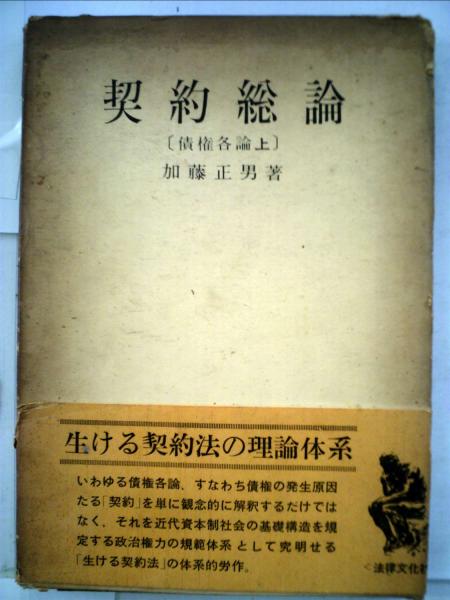 契約総論
〔債権各論上〕
加藤正男著
生ける契約法の理論体系
いわゆる債権各論、すなわち債権の発生原因
たる「契約」を単に観念的に解釈するだけでは
なく、それを近代資本制社会の基礎構造を規
定する政治権力の規範体系として究明せる
「生ける契約法」の体系的労作。
<法律文化社